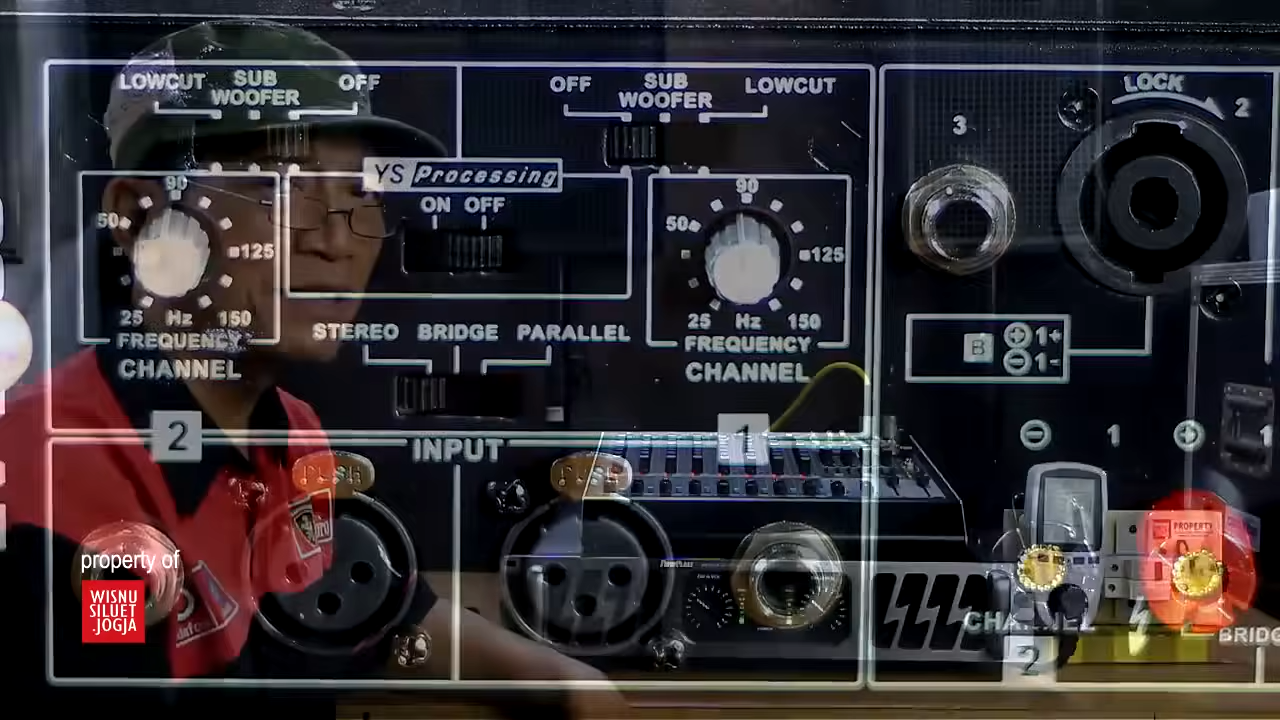 LOWCUT SUB WOOFER OFF
OFF SUB WOOFER LOWCUT
LOCK
3
2
YS Processing
ON OFF
90
50
125
25 Hz 150
FREQUENCY
CHANNEL
2
90
50
125
25 Hz 150
FREQUENCY
CHANNEL
1
STEREO BRIDGE PARALLEL
B
1+
1-
1
1
INPUT
PUSH
PUSH
PROPERTY
property of
WISNU
SILUET
.JOGJA
CHANNEL
2